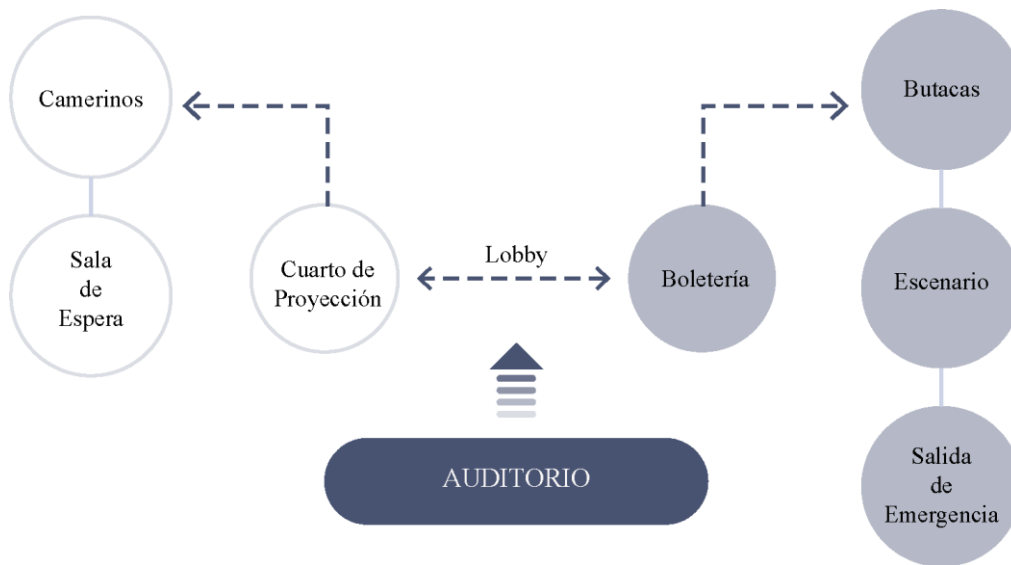 Camerinos
Sala
de
Espera
Cuarto de
Proyección
Lobby
Boletería
Butacas
Escenario
Salida
de
Emergencia
AUDITORIO